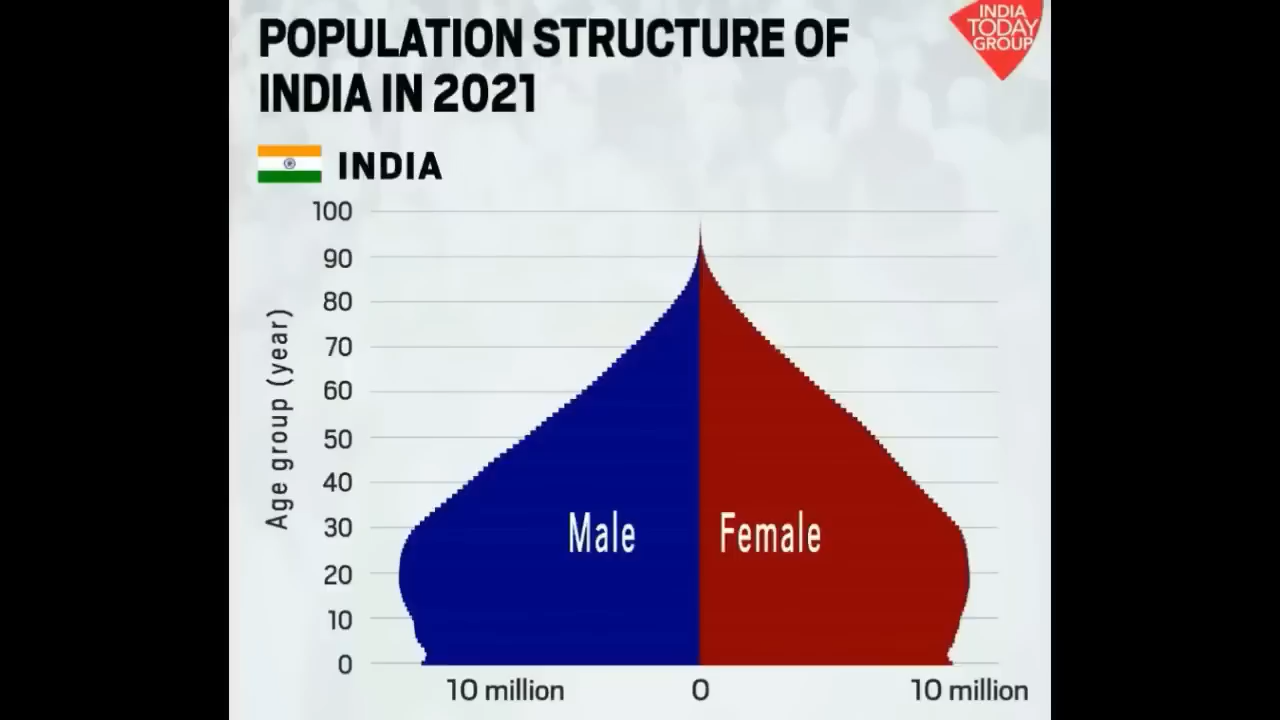 POPULATION STRUCTURE OF
INDIA IN 2021
INDIA
TODAY
GROUP
INDIA
100
90
80
70
60
50
40
30
20
10
0
Age group (year)
Male
Female
10 million
0
10 million